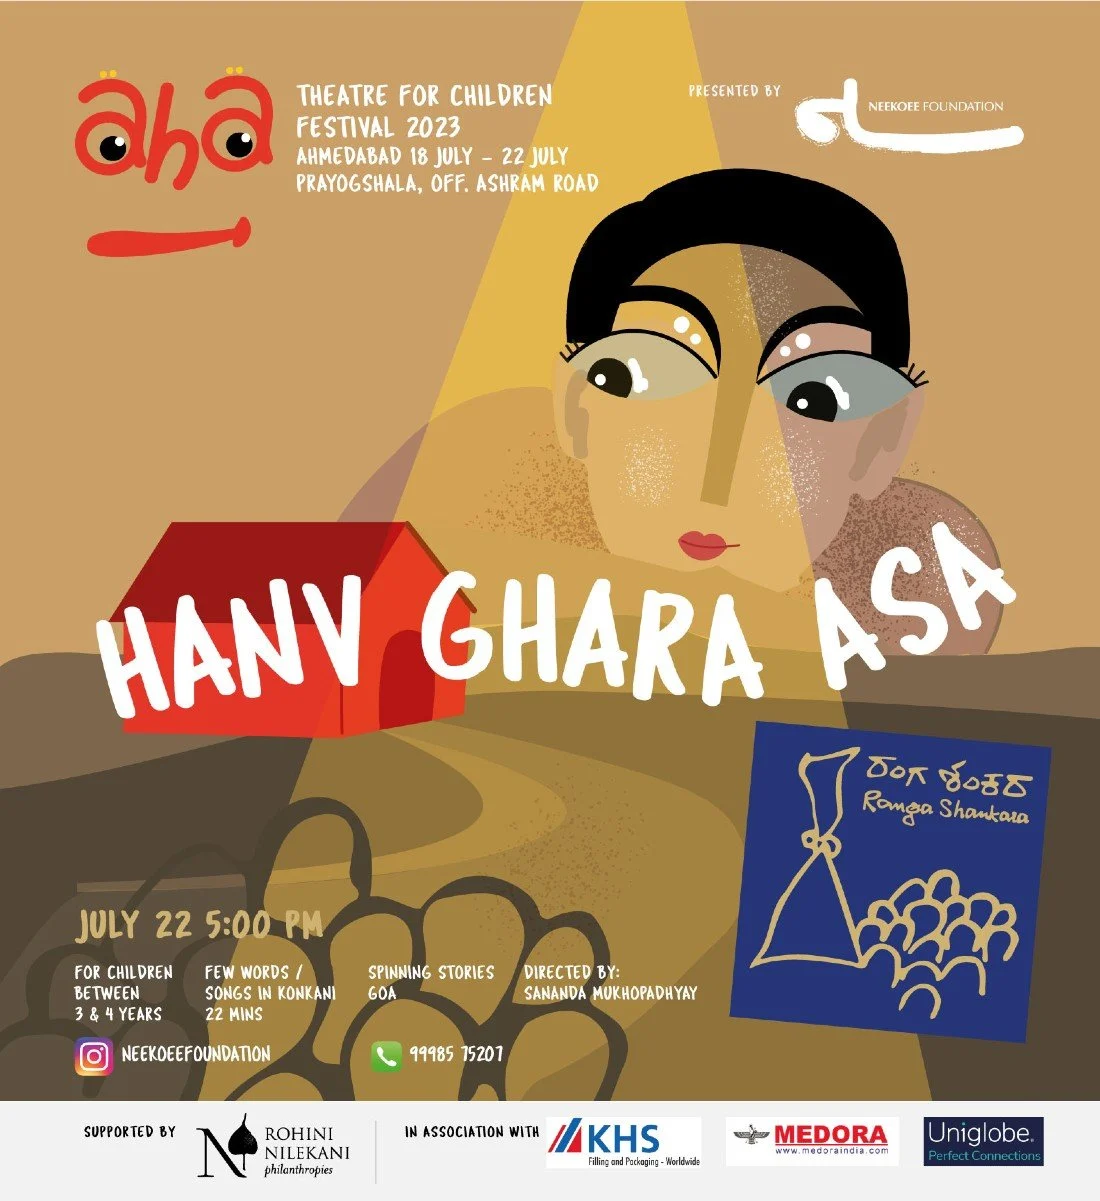 aha
THEATRE FOR CHILDREN
FESTIVAL 2023
AHMEDABAD 18 JULY - 22 JULY
PRAYOGSHALA, OFF. ASHRAM ROAD
PRESENTED BY
NEEKOEE FOUNDATION
HANV GHARA ASA
ರಂಗ ಶಂಕರ
Ranga Shankara
JULY 22 5:00 PM
FOR CHILDREN
BETWEEN
3 & 4 YEARS
FEW WORDS /
SONGS IN KONKANI
22 MINS
SPINNING STORIES
GOA
DIRECTED BY:
SANANDA MUKHOPADHYAY
NEEKOEEFOUNDATION
99985 75207
SUPPORTED BY
N
ROHINI
NILEKANI
philanthropies
IN ASSOCIATION WITH
KHS
Filling and Packaging - Worldwide
MEDORA
www.medoraindia.com
Uniglobe.
Perfect Connections